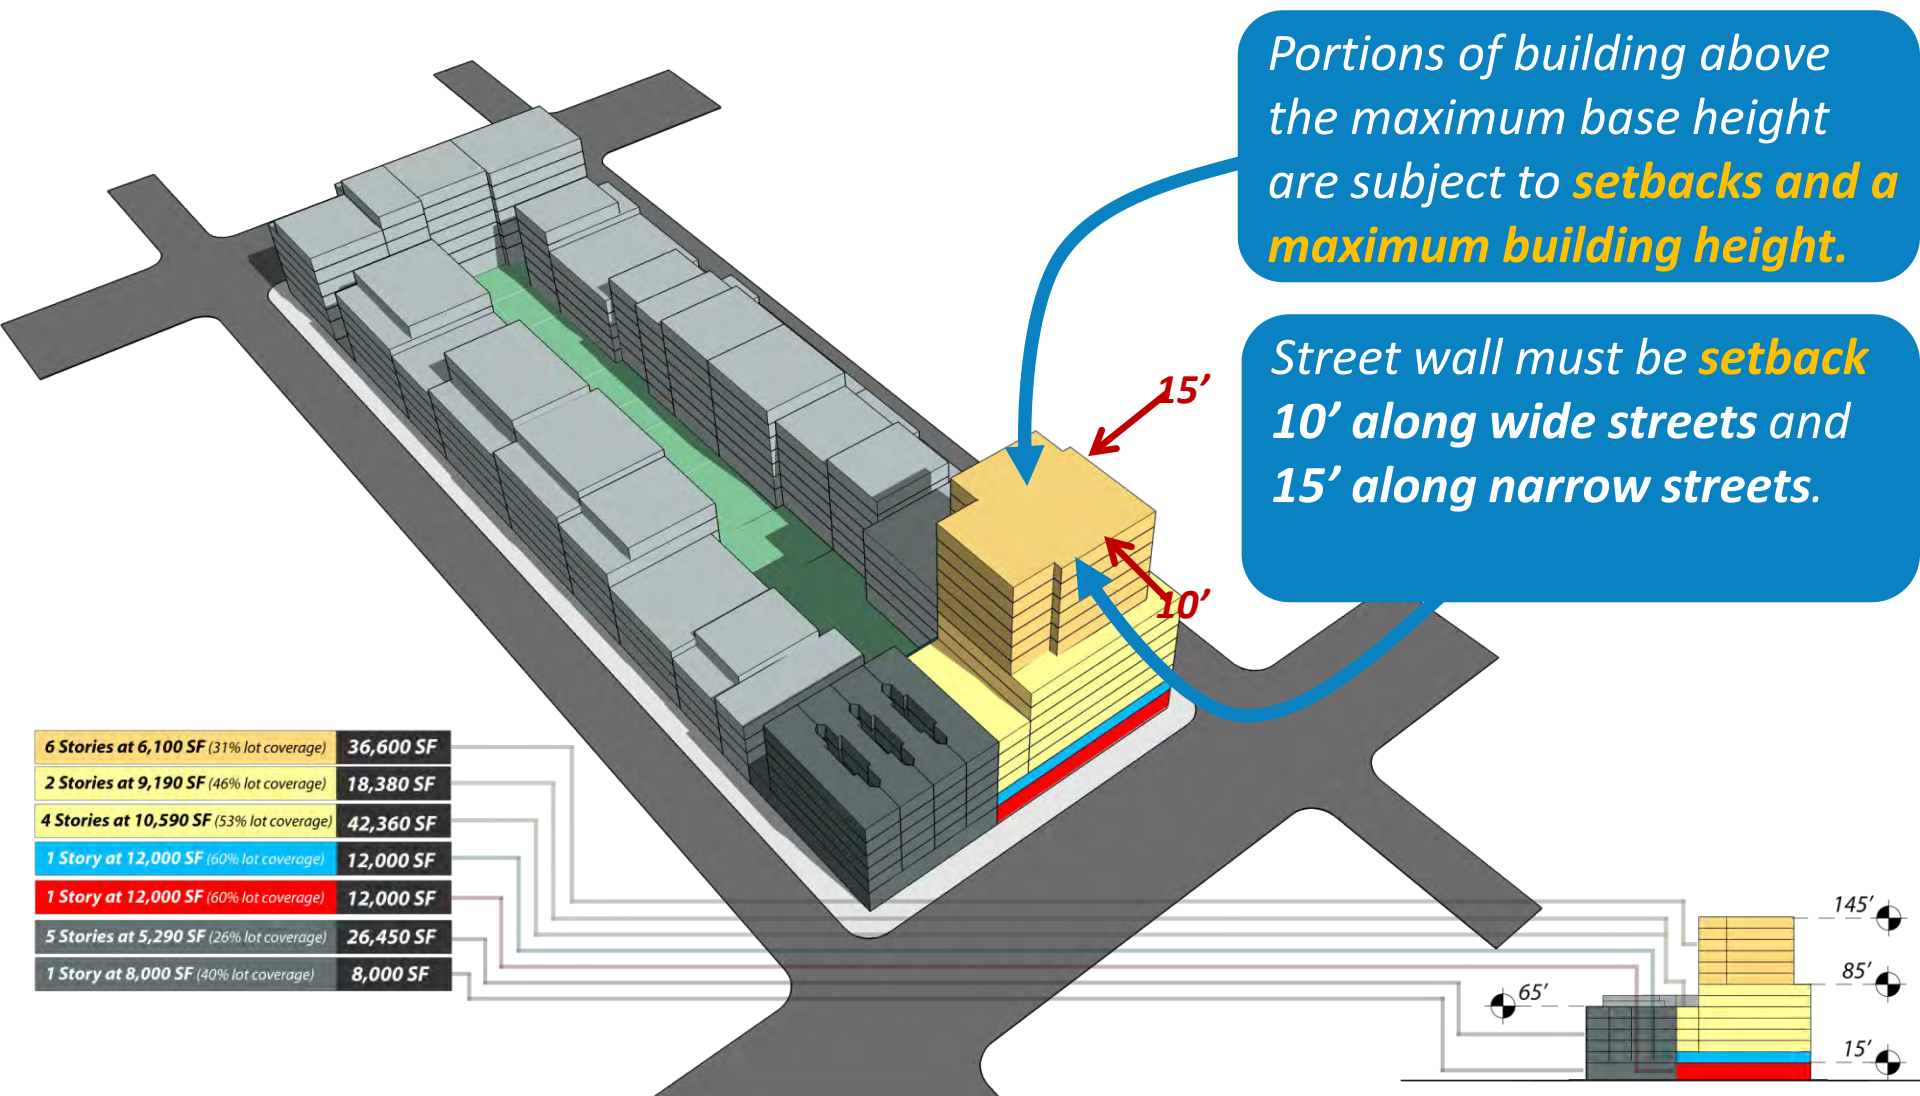 Portions of building above
the maximum base height
are subject to setbacks and a
maximum building height.
Street wall must be setback
10’ along wide streets and
15’ along narrow streets.
15’
10’
6 Stories at 6,100 SF (31% lot coverage) 36,600 SF
2 Stories at 9,190 SF (46% lot coverage) 18,380 SF
4 Stories at 10,590 SF (53% lot coverage) 42,360 SF
1 Story at 12,000 SF (60% lot coverage) 12,000 SF
1 Story at 12,000 SF (60% lot coverage) 12,000 SF
5 Stories at 5,290 SF (26% lot coverage) 26,450 SF
1 Story at 8,000 SF (40% lot coverage) 8,000 SF
145’
85’
65’
15’